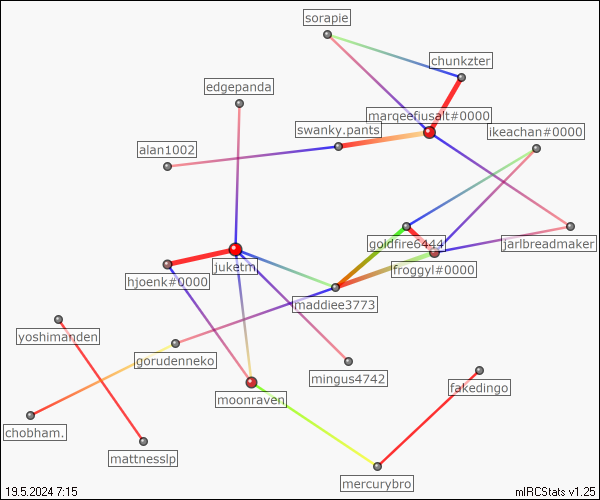 sorapie
chunkzter
edgepanda
marqeefiusalt#0000
swanky.pants
ikeachan#0000
alan1002
goldfire6444
jarlbreadmaker
juketm
froggyl#0000
hjoenk#0000
maddiee3773
yoshimanden
gorudenneko
mingus4742
fakedingo
moonraven
chobham.
mattnesslp
mercurybro
19.5.2024 7:15
mIRCStats v1.25